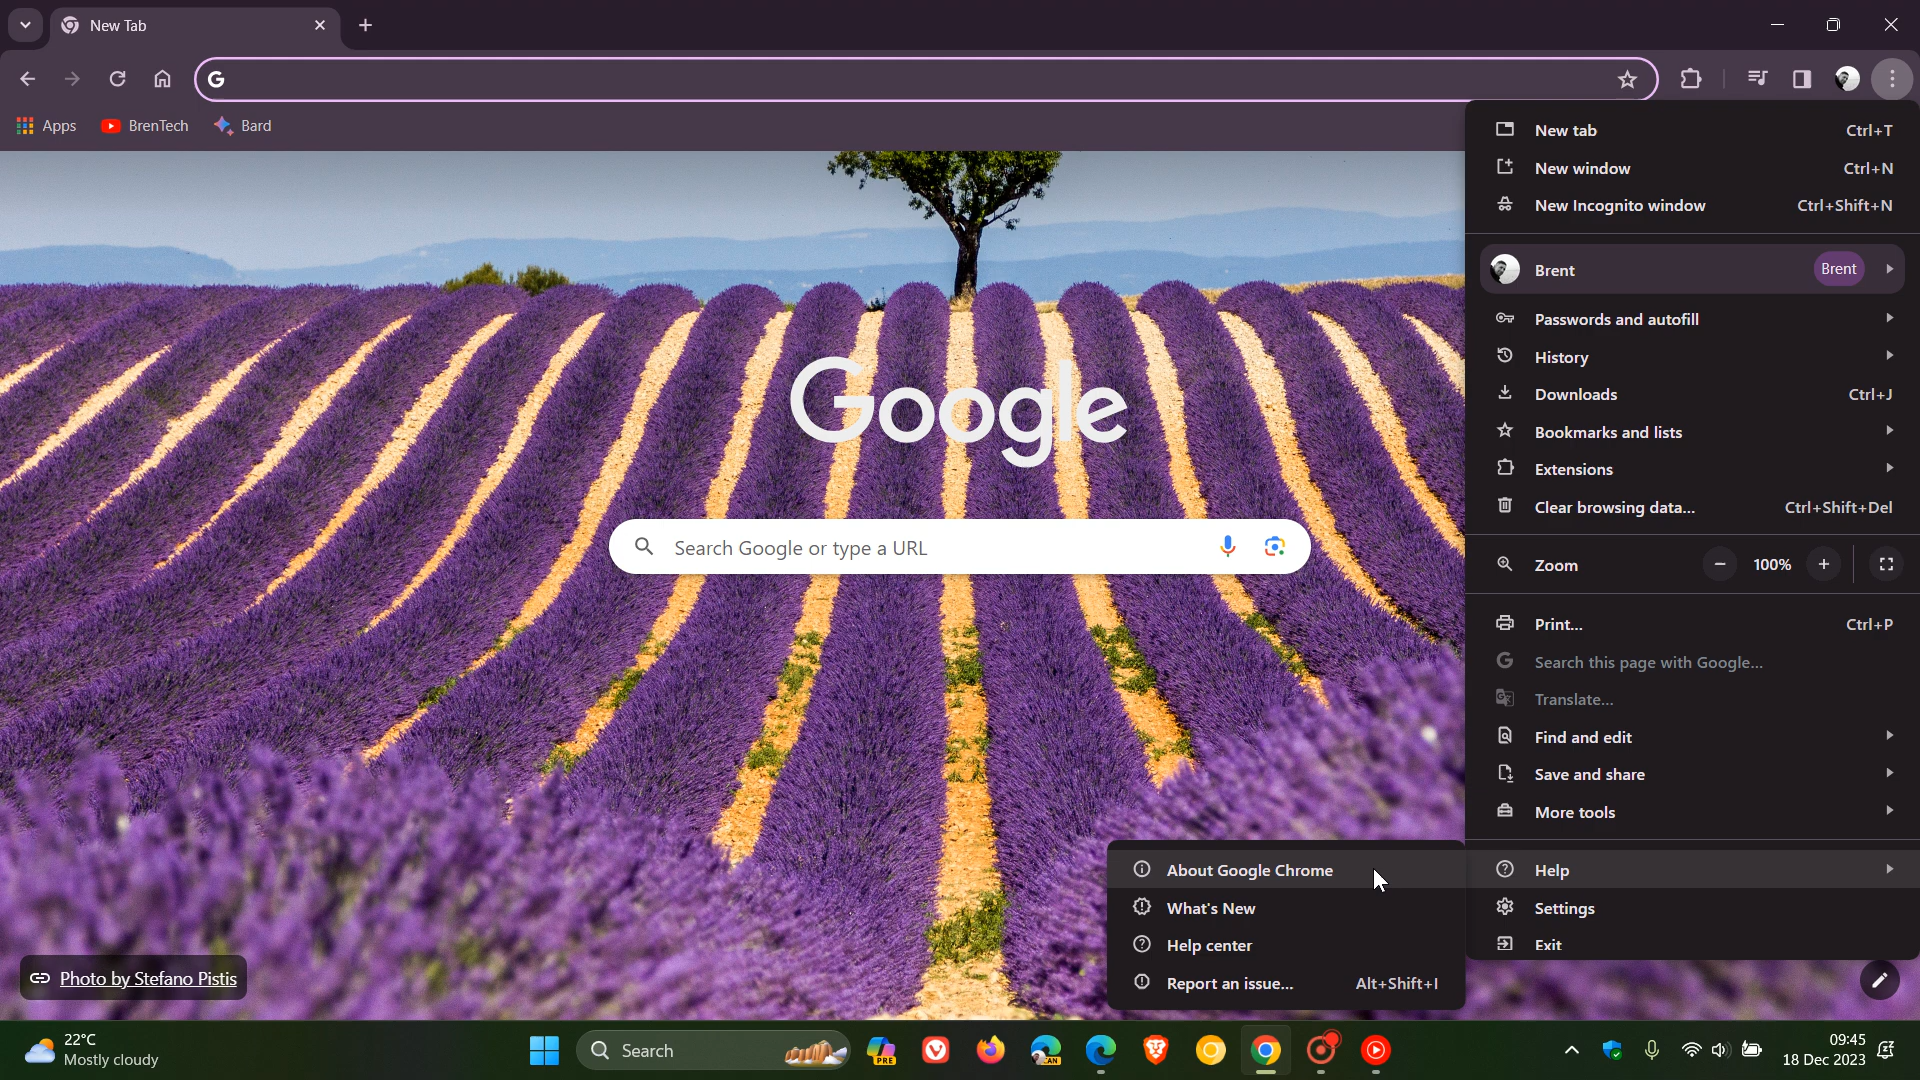 New Tab
Apps
BrenTech
Bard
New tab Ctrl+T
New window Ctrl+N
New Incognito window Ctrl+Shift+N
Brent Brent
Passwords and autofill
History
Downloads Ctrl+J
Bookmarks and lists
Extensions
Clear browsing data... Ctrl+Shift+Del
Zoom 100%
Print... Ctrl+P
Search this page with Google...
Translate...
Find and edit
Save and share
More tools
Help
Settings
Exit
About Google Chrome
What's New
Help center
Report an issue... Alt+Shift+I
Google
Search Google or type a URL
Photo by Stefano Pistis
22°C
Mostly cloudy
Search
PRE
CAN
09:45
18 Dec 2023